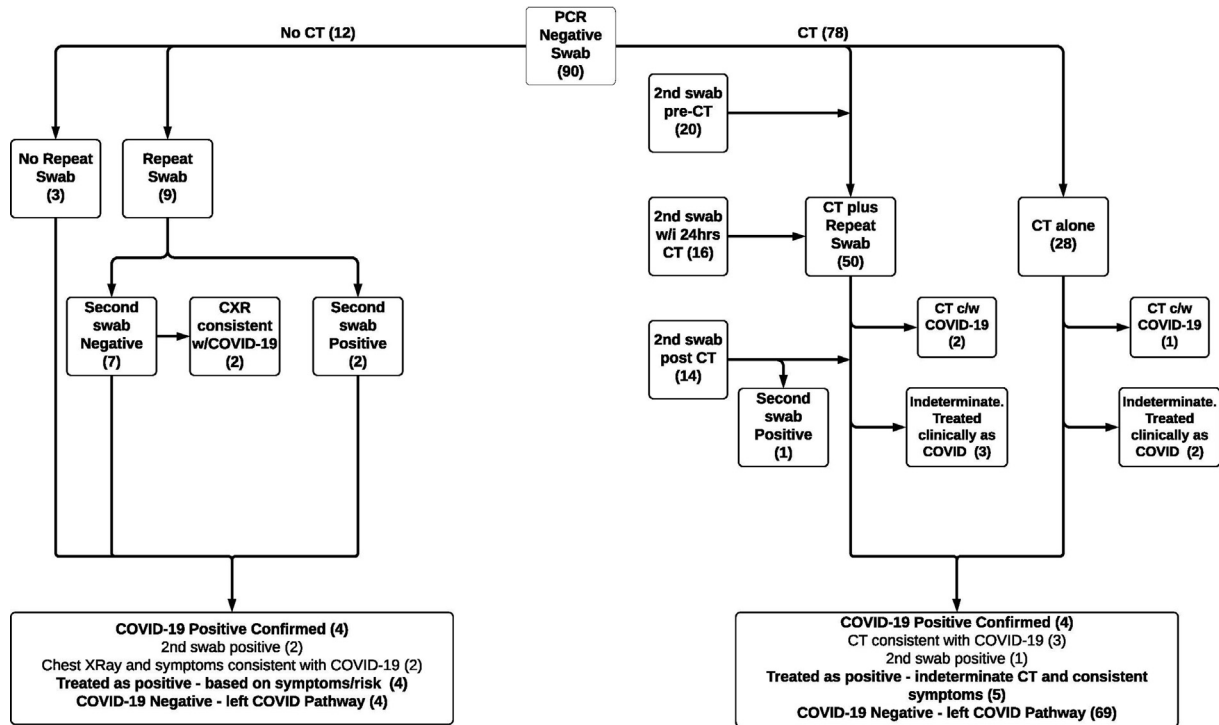 PCR
Negative
Swab
(90)
No CT (12)
CT (78)
2nd swab
pre-CT
(20)
No Repeat
Swab
(3)
Repeat
Swab
(9)
2nd swab
w/i 24hrs
CT (16)
CT plus
Repeat
Swab
(50)
CT alone
(28)
Second
swab
Negative
(7)
CXR
consistent
w/COVID-19
(2)
Second
swab
Positive
(2)
2nd swab
post CT
(14)
Second
swab
Positive
(1)
CT c/w
COVID-19
(2)
CT c/w
COVID-19
(1)
Indeterminate.
Treated
clinically as
COVID (3)
Indeterminate.
Treated
clinically as
COVID (2)
COVID-19 Positive Confirmed (4)
2nd swab positive (2)
Chest XRay and symptoms consistent with COVID-19 (2)
Treated as positive - based on symptoms/risk (4)
COVID-19 Negative - left COVID Pathway (4)
COVID-19 Positive Confirmed (4)
CT consistent with COVID-19 (3)
2nd swab positive (1)
Treated as positive - indeterminate CT and consistent
symptoms (5)
COVID-19 Negative - left COVID Pathway (69)